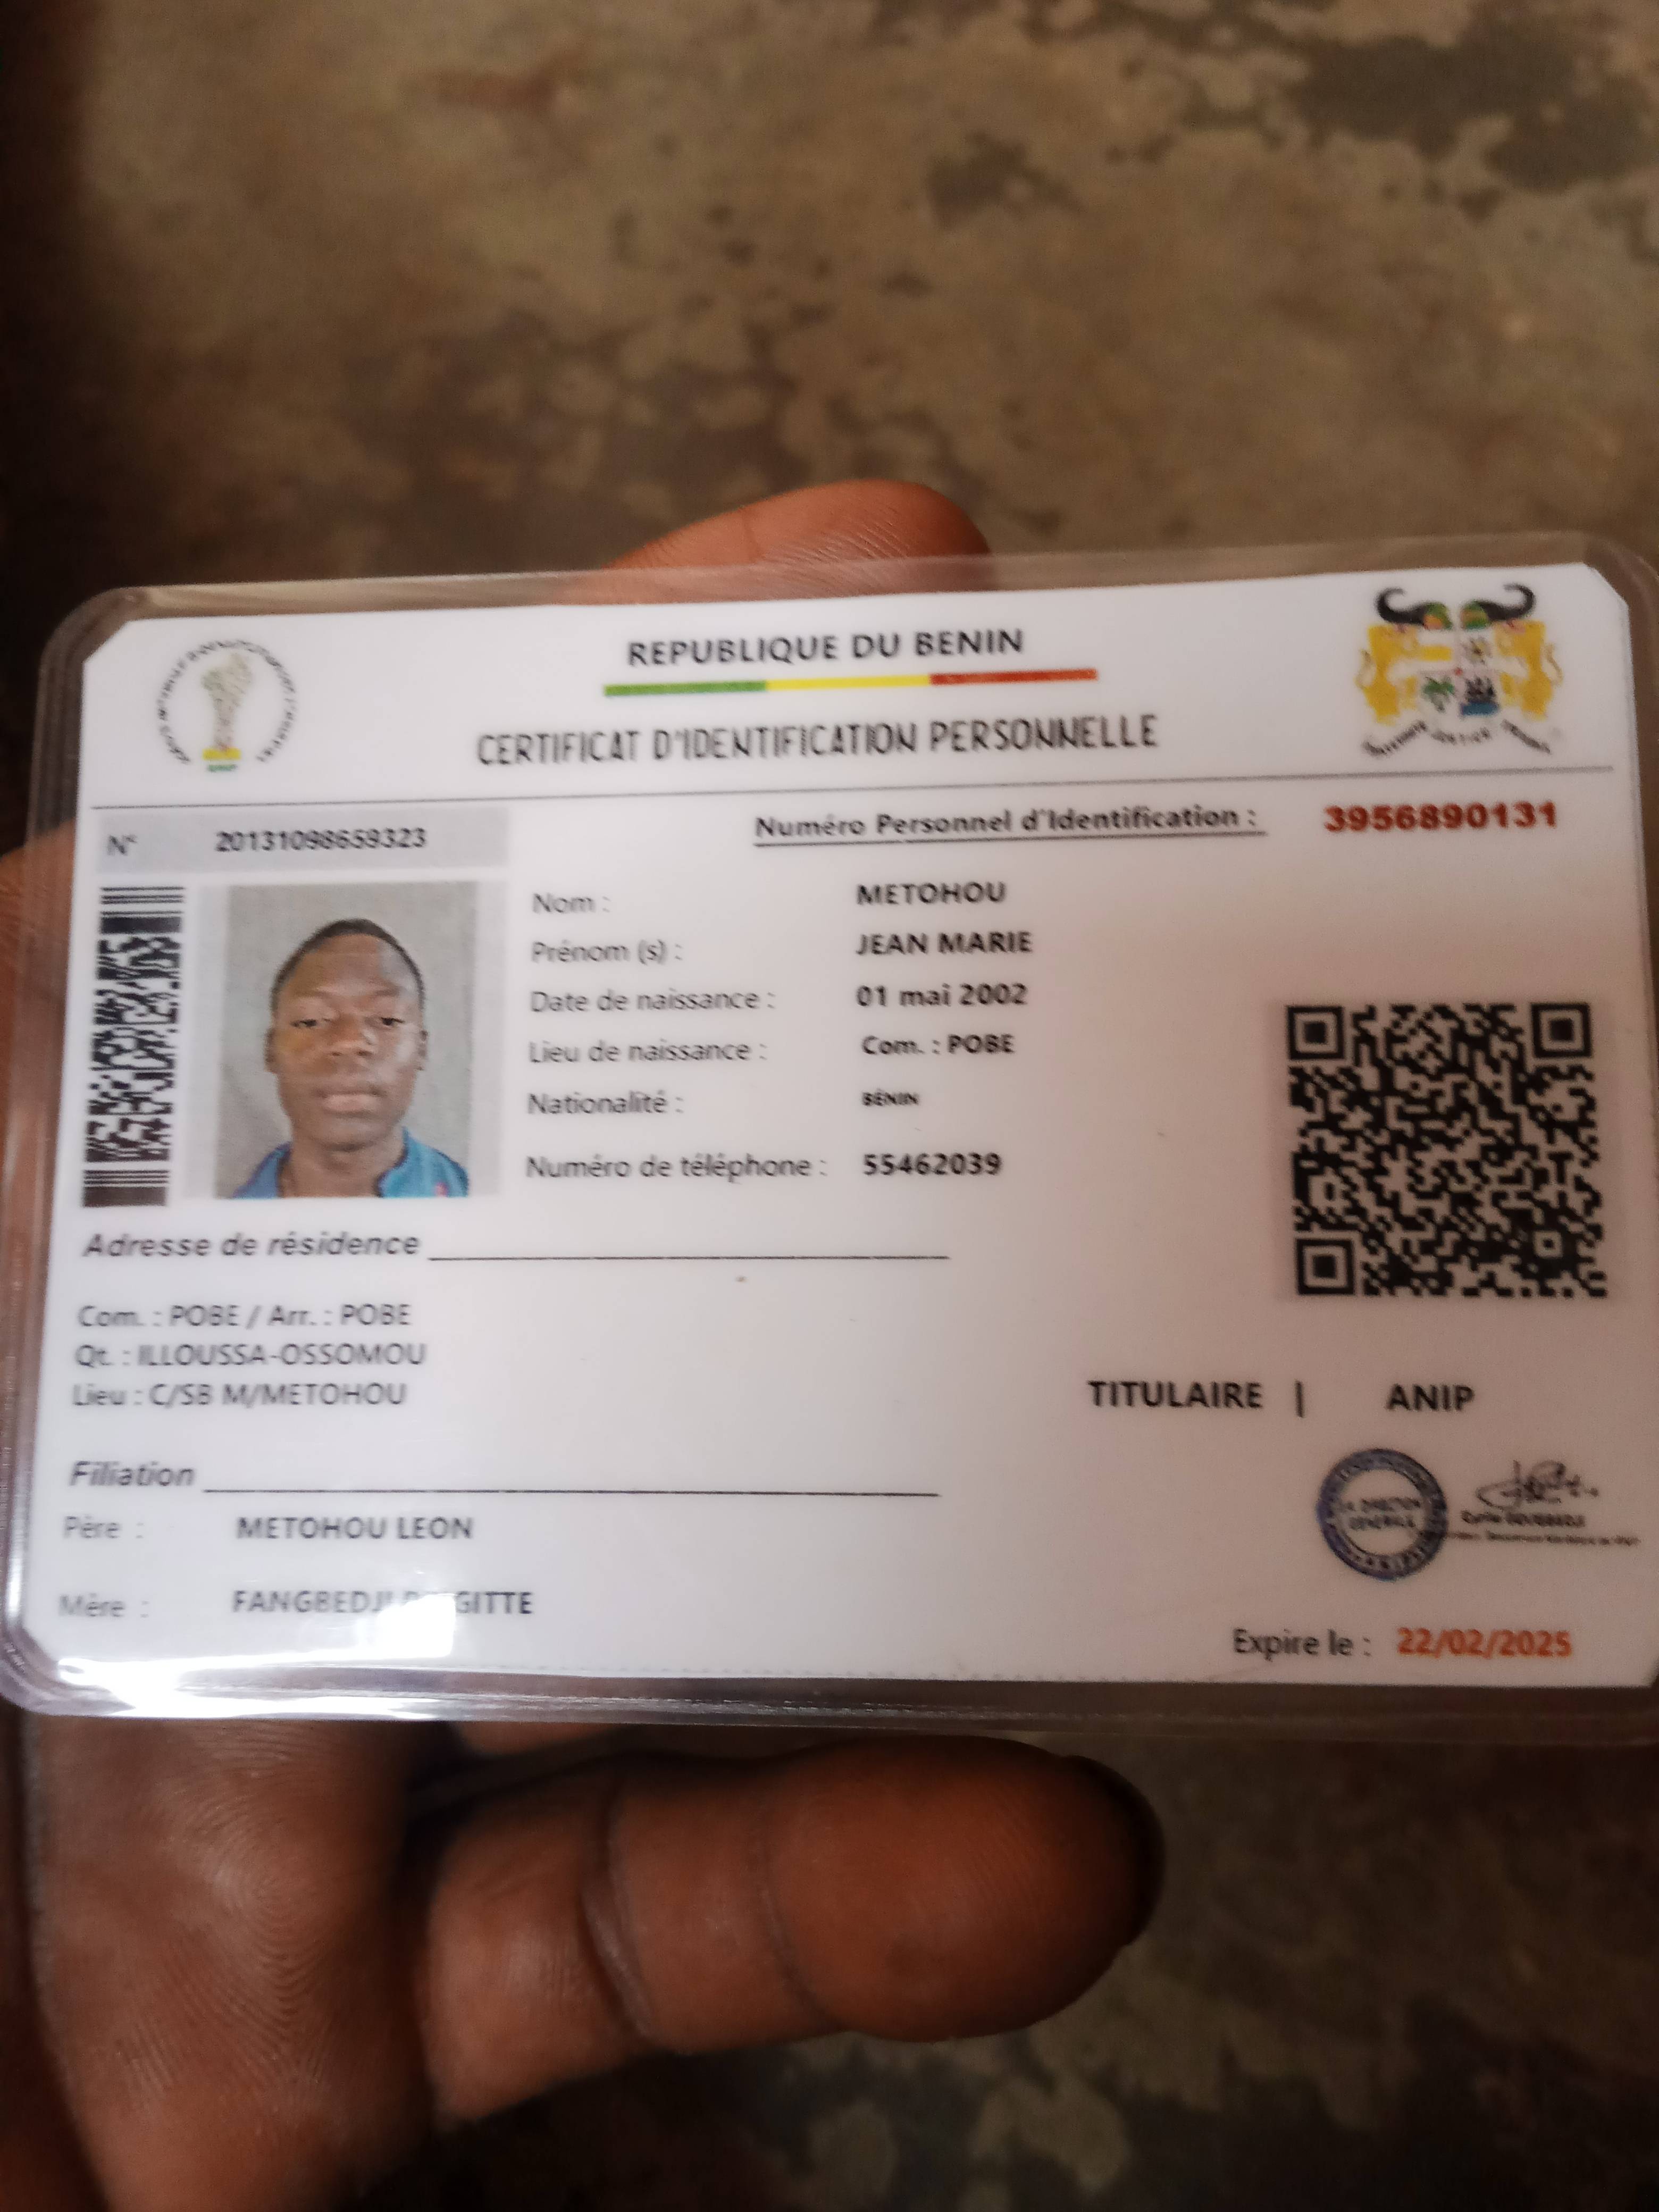 REPUBLIQUE DU BENIN
CERTIFICAT D'IDENTIFICATION PERSONNELLE
N° 20131098659323
Numéro Personnel d'Identification : 3956890131
Nom : METOHOU
Prénom (s) : JEAN MARIE
Date de naissance : 01 mai 2002
Lieu de naissance : Com. : POBE
Nationalité : BENIN
Numéro de téléphone : 55462039
Adresse de résidence
Com. : POBE / Arr. : POBE
Qt. : ILLOUSSA-OSSOMOU
Lieu : C/SB M/METOHOU
TITULAIRE | ANIP
Filiation
Père : METOHOU LEON
Mère : FANGBEDJI
Expire le : 22/02/2025